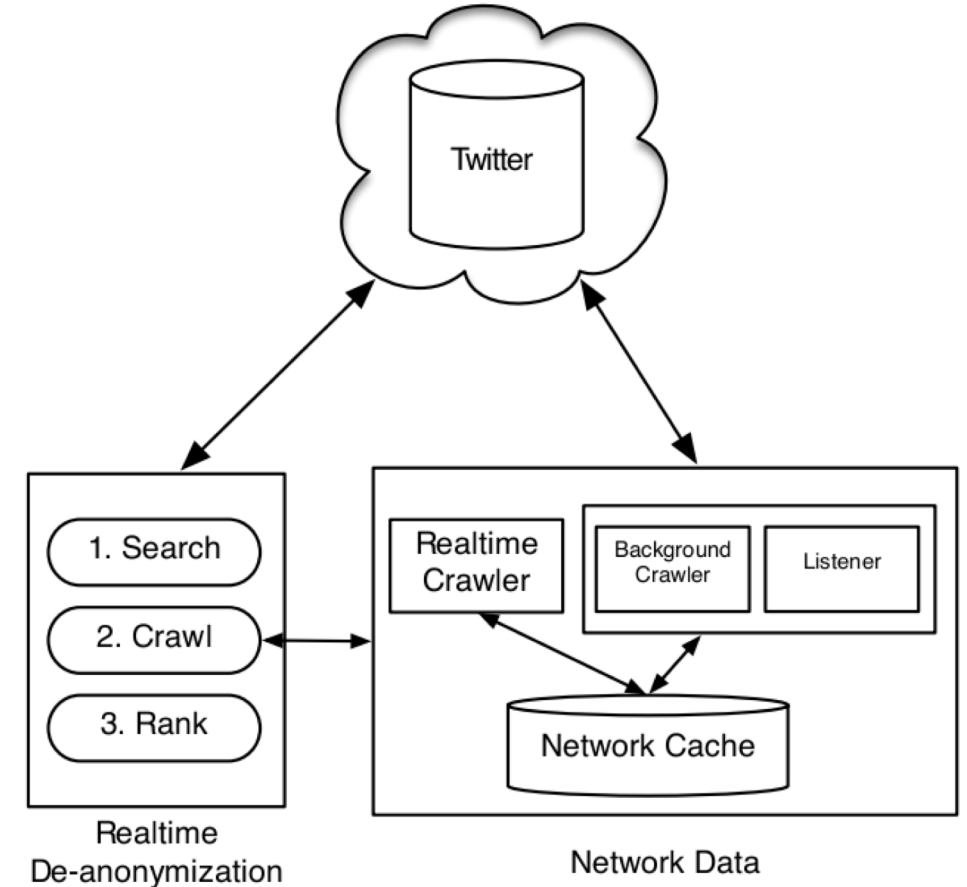 Twitter
1. Search
2. Crawl
3. Rank
Realtime
De-anonymization
Realtime
Crawler
Background
Crawler
Listener
Network Cache
Network Data